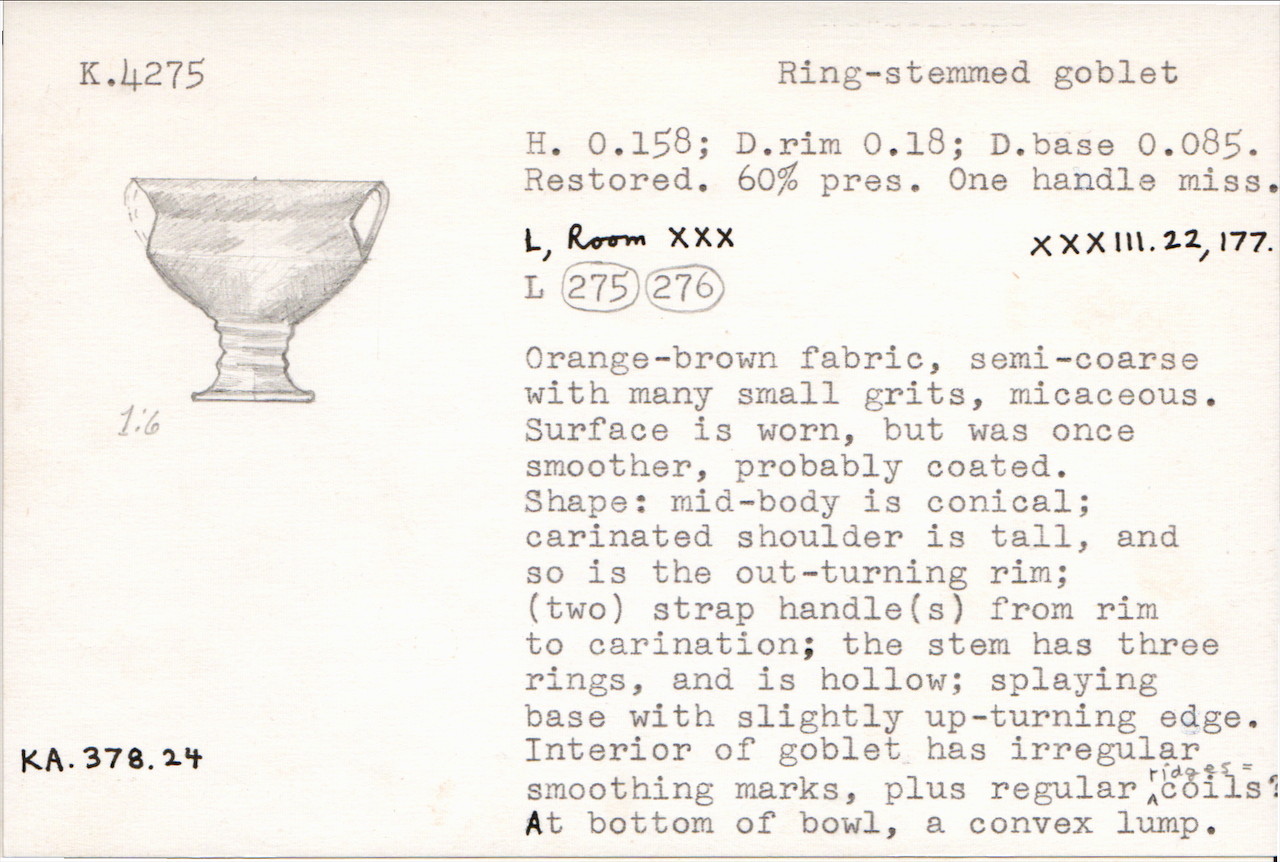 K.4275
Ring-stemmed goblet
H. 0.158; D.rim 0.18; D.base 0.085.
Restored. 60% pres. One handle miss.
L, Room XXX
XXXIII.22,177.
L 275 276
Orange-brown fabric, semi-coarse
with many small grits, micaceous.
Surface is worn, but was once
smoother, probably coated.
Shape: mid-body is conical;
carinated shoulder is tall, and
so is the out-turning rim;
(two) strap handle(s) from rim
to carination; the stem has three
rings, and is hollow; splaying
base with slightly up-turning edge.
Interior of goblet has irregular
smoothing marks, plus regular ^ridges = coils?
At bottom of bowl, a convex lump.
1:6
KA.378.24